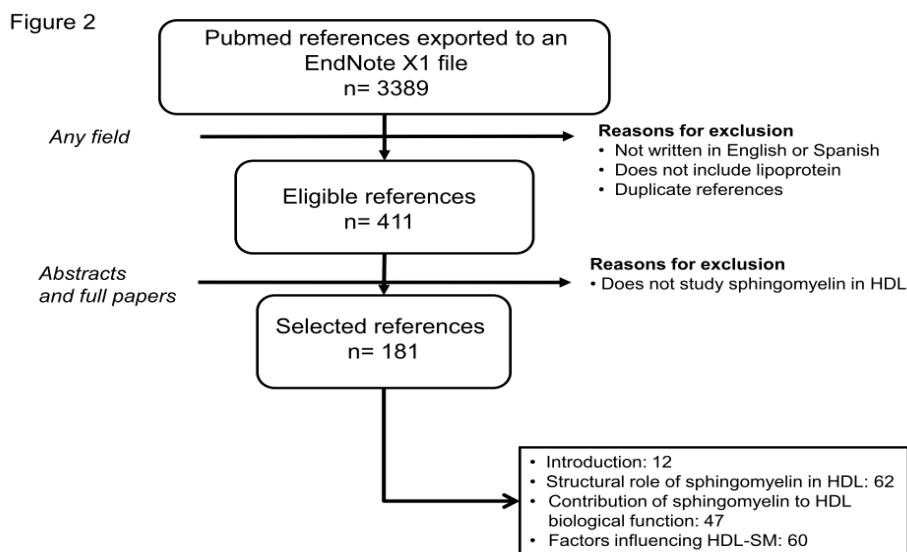 Figure 2
Pubmed references exported to an
EndNote X1 file
n= 3389
Any field
Reasons for exclusion
• Not written in English or Spanish
• Does not include lipoprotein
• Duplicate references
Eligible references
n= 411
Abstracts
and full papers
Reasons for exclusion
• Does not study sphingomyelin in HDL
Selected references
n= 181
• Introduction: 12
• Structural role of sphingomyelin in HDL: 62
• Contribution of sphingomyelin to HDL
biological function: 47
• Factors influencing HDL-SM: 60